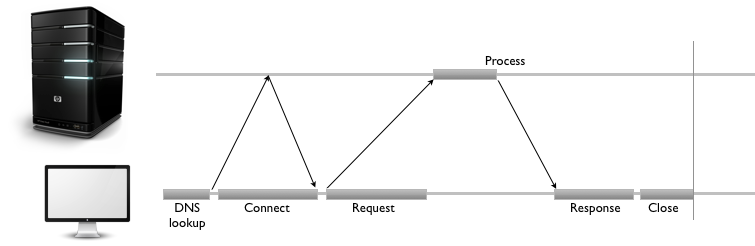 Process
DNS
lookup
Connect
Request
Response
Close